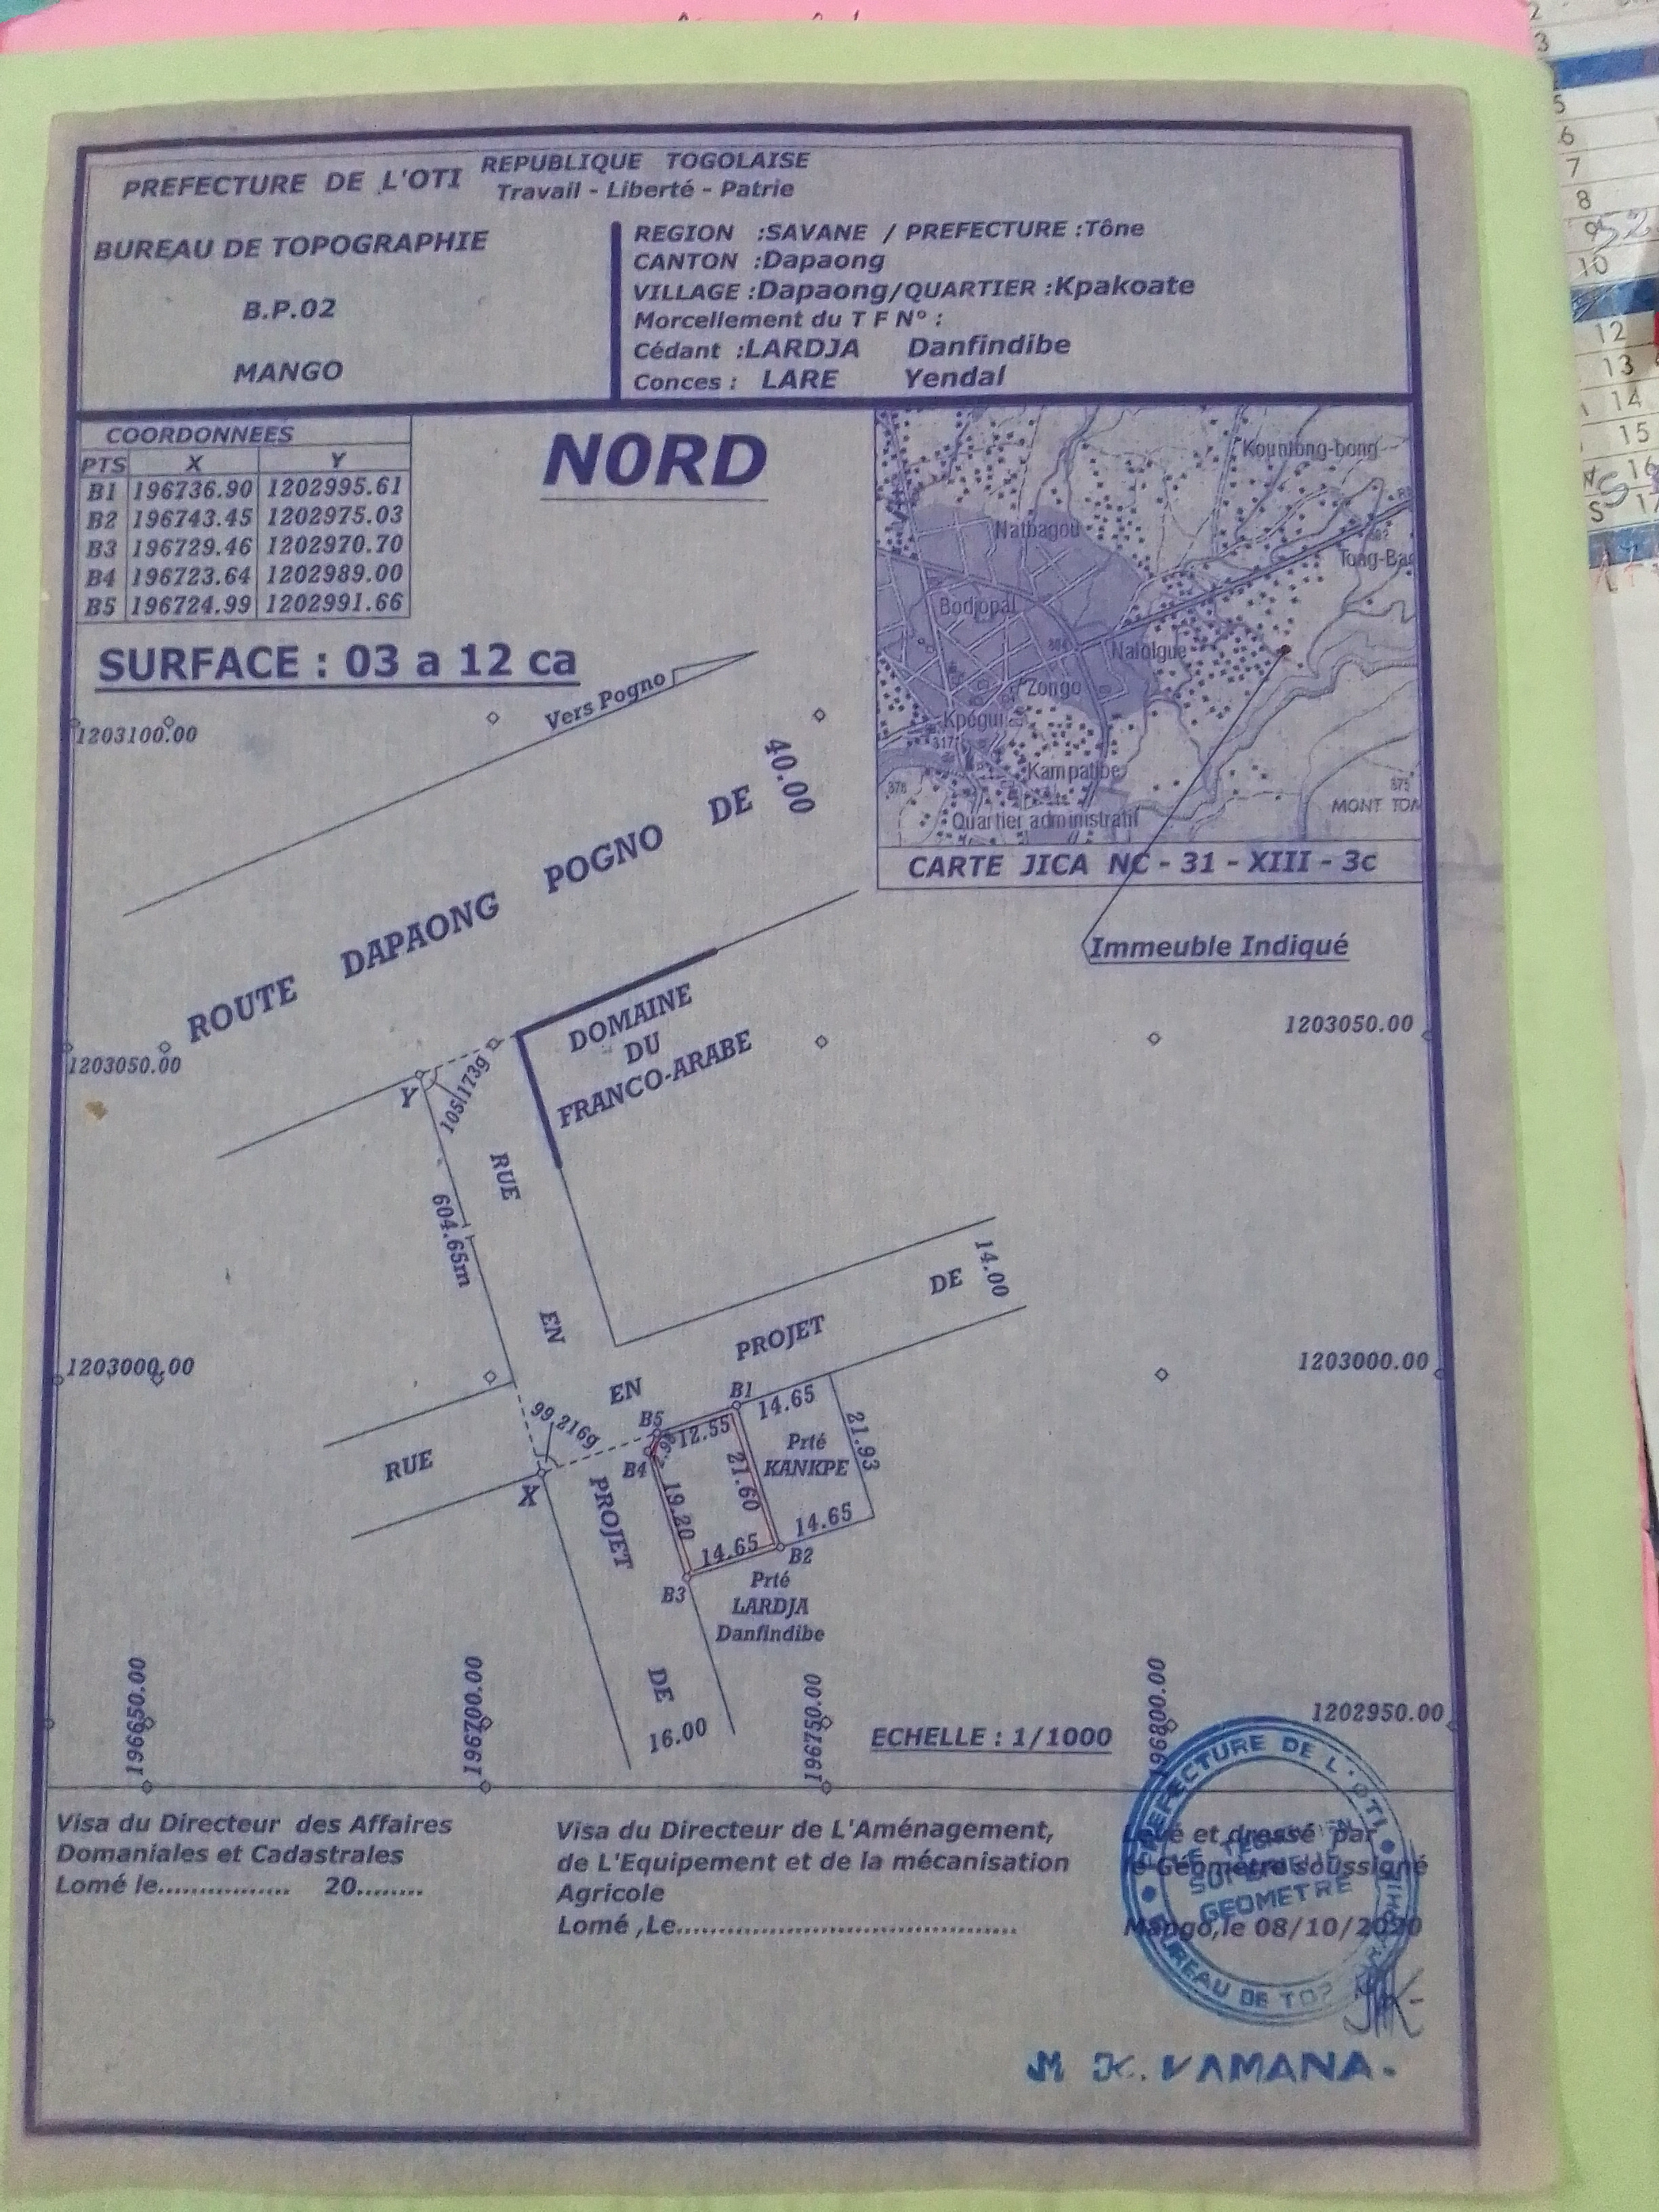 PREFECTURE DE L'OTI
REPUBLIQUE TOGOLAISE
Travail - Liberté - Patrie
BUREAU DE TOPOGRAPHIE
B.P.02
MANGO
REGION :SAVANE / PREFECTURE :Tône
CANTON :Dapaong
VILLAGE :Dapaong/QUARTIER :Kpakoate
Morcellement du T F N° :
Cédant :LARDJA Danfindibe
Conces : LARE Yendal
COORDONNEES
PTS X Y
B1 196736.90 1202995.61
B2 196743.45 1202975.03
B3 196729.46 1202970.70
B4 196723.64 1202989.00
B5 196724.99 1202991.66
NORD
SURFACE : 03 a 12 ca
Kountong-bong
Natbagou
Tong-Ba
Bodjopal
Nalolgue
Zongo
Kpégui
Kampatibe
Quartier administratif
MONT TOM
375
CARTE JICA NC - 31 - XIII - 3c
Immeuble Indiqué
Vers Pogno
1203100.00
ROUTE DAPAONG POGNO DE 40.00
DOMAINE
DU
FRANCO-ARABE
1203050.00
1203050.00
Y
105,173g
604.65m
RUE EN PROJET DE 16.00
RUE EN PROJET DE 14.00
1203000.00
1203000.00
99.216g
X
B1
B5
B4
B3
B2
12.55
14.65
21.93
21.60
19.20
14.65
14.65
Prté
KANKPE
Prté
LARDJA
Danfindibe
196650.00
196700.00
196750.00
196800.00
1202950.00
ECHELLE : 1/1000
Visa du Directeur des Affaires
Domaniales et Cadastrales
Lomé le................. 20........
Visa du Directeur de L'Aménagement,
de L'Equipement et de la mécanisation
Agricole
Lomé ,Le............................................
Levé et dressé par
le Géomètre soussigné
Mango,le 08/10/2020
PREFECTURE DE L'OTI
BUREAU DE TOP
LE TECHNICIEN
SUPERIEUR
GEOMETRE
M K. VAMANA.